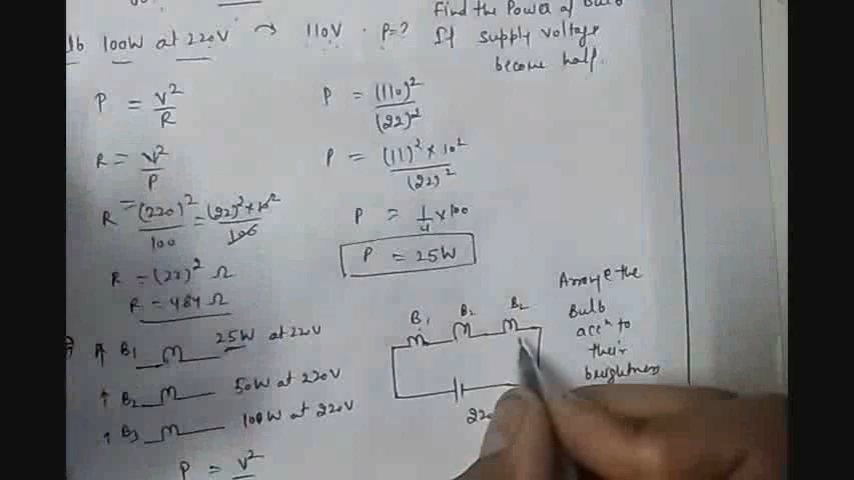 Find the Power of Bulb
100W at 220V → 110V . P=?
If supply voltage
become half.
P = V²/R
R = V²/P
R = (220)²/100 = (22)² × 10²/100
R = (22)² Ω
R = 484 Ω
P = (110)²/(22)²
P = (11)² × 10²/(22)²
P = 1/4 × 100
P = 25W
B₁ 25W at 220V
B₂ 50W at 220V
B₃ 100W at 220V
P = V²
B₁ B₂ B₂
22
Arrange the
Bulb
accⁿ to
their
brightness